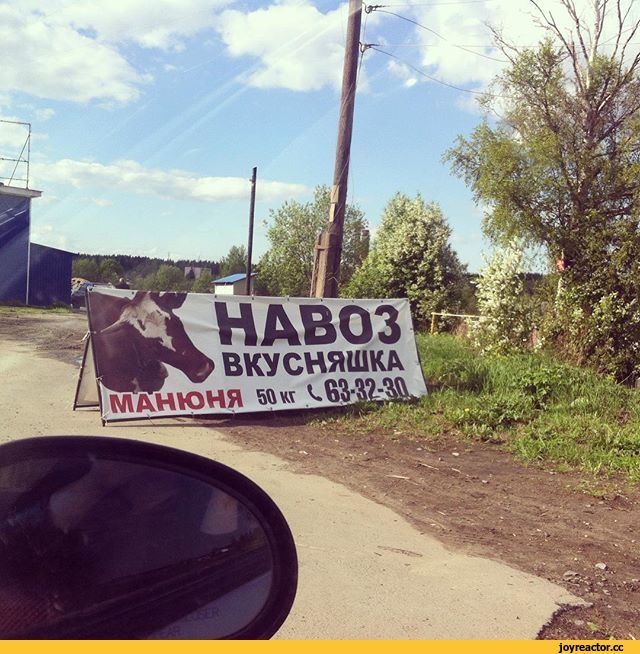 НАВОЗ
ВКУСНЯШКА
МАНЮНЯ 50 кг 63-32-30
joyreactor.cc